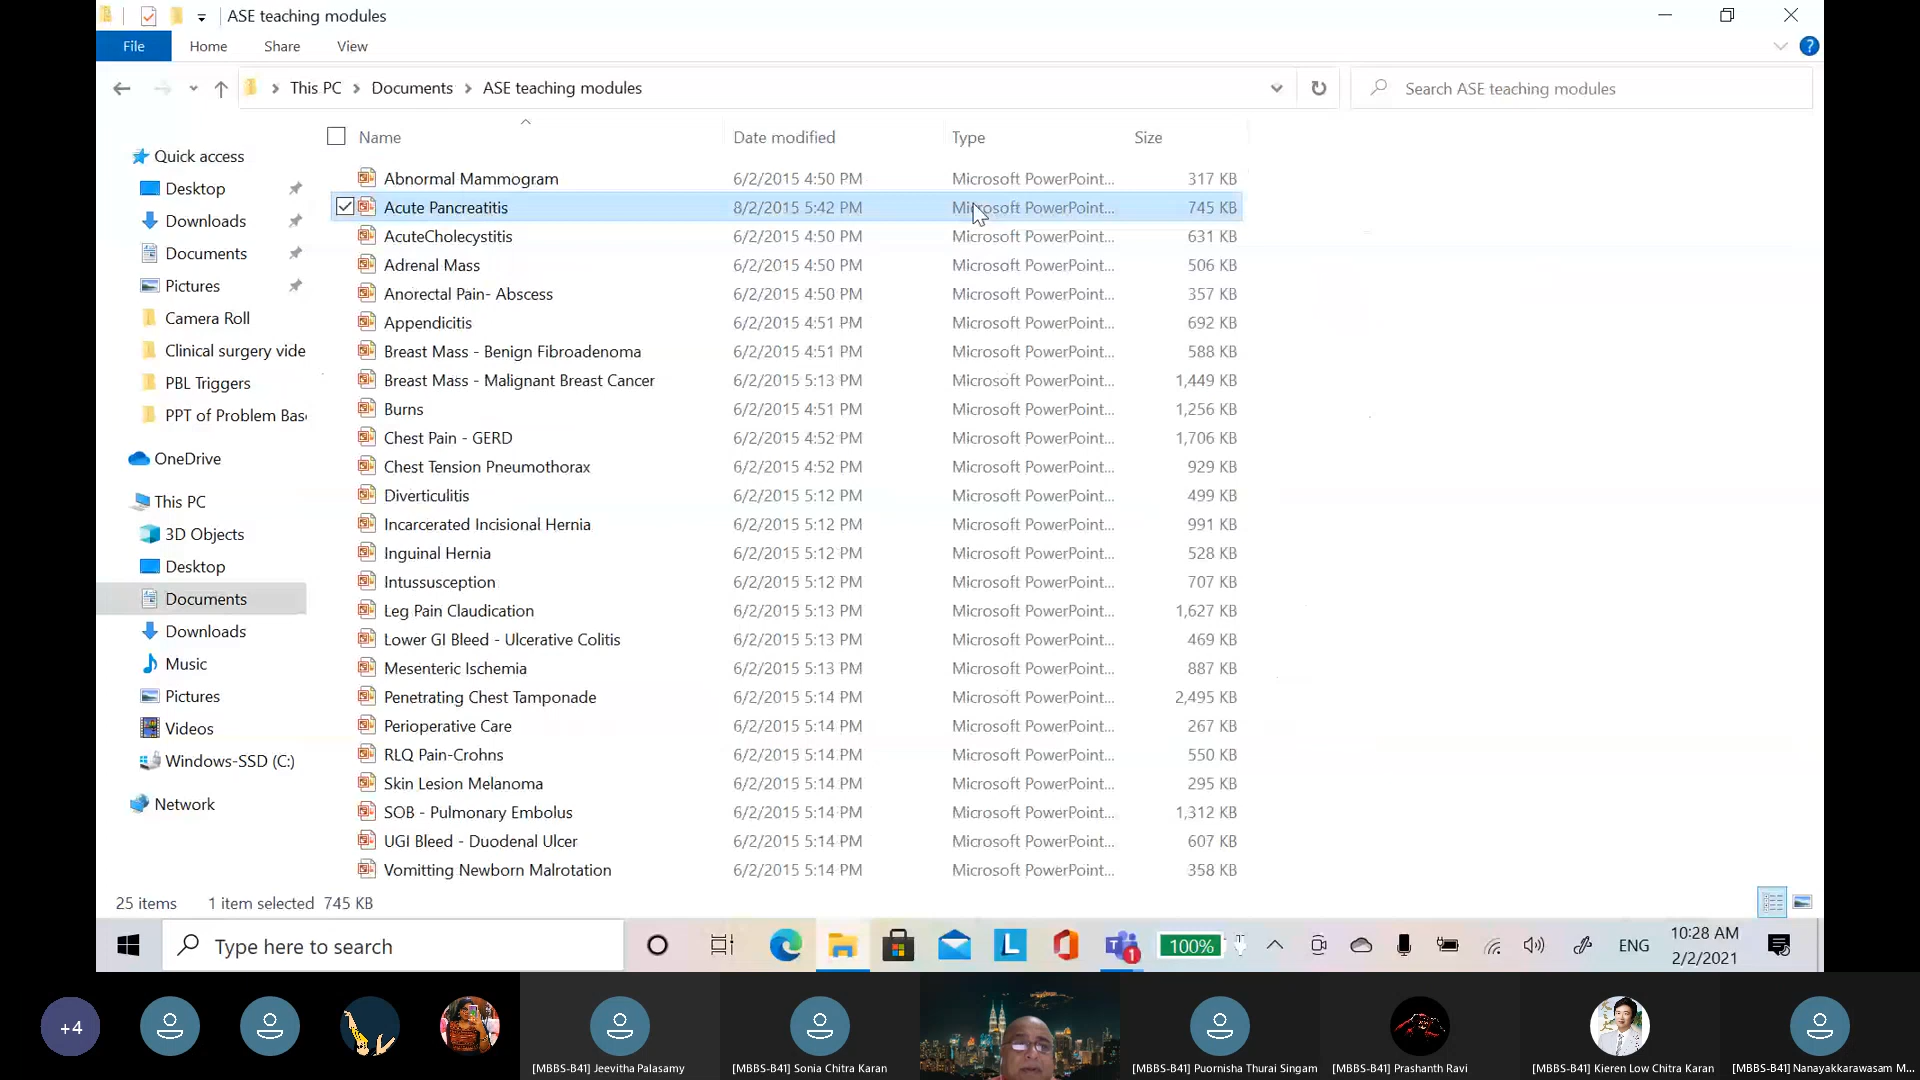 ASE teaching modules
File Home Share View
This PC Documents ASE teaching modules
Search ASE teaching modules
Name Date modified Type Size
Quick access
Desktop
Downloads
Documents
Pictures
Camera Roll
Clinical surgery vide
PBL Triggers
PPT of Problem Bas
OneDrive
This PC
3D Objects
Desktop
Documents
Downloads
Music
Pictures
Videos
Windows-SSD (C:)
Network
Abnormal Mammogram 6/2/2015 4:50 PM Microsoft PowerPoint... 317 KB
Acute Pancreatitis 8/2/2015 5:42 PM Microsoft PowerPoint... 745 KB
AcuteCholecystitis 6/2/2015 4:50 PM Microsoft PowerPoint... 631 KB
Adrenal Mass 6/2/2015 4:50 PM Microsoft PowerPoint... 506 KB
Anorectal Pain- Abscess 6/2/2015 4:50 PM Microsoft PowerPoint... 357 KB
Appendicitis 6/2/2015 4:51 PM Microsoft PowerPoint... 692 KB
Breast Mass - Benign Fibroadenoma 6/2/2015 4:51 PM Microsoft PowerPoint... 588 KB
Breast Mass - Malignant Breast Cancer 6/2/2015 5:13 PM Microsoft PowerPoint... 1,449 KB
Burns 6/2/2015 4:51 PM Microsoft PowerPoint... 1,256 KB
Chest Pain - GERD 6/2/2015 4:52 PM Microsoft PowerPoint... 1,706 KB
Chest Tension Pneumothorax 6/2/2015 4:52 PM Microsoft PowerPoint... 929 KB
Diverticulitis 6/2/2015 5:12 PM Microsoft PowerPoint... 499 KB
Incarcerated Incisional Hernia 6/2/2015 5:12 PM Microsoft PowerPoint... 991 KB
Inguinal Hernia 6/2/2015 5:12 PM Microsoft PowerPoint... 528 KB
Intussusception 6/2/2015 5:12 PM Microsoft PowerPoint... 707 KB
Leg Pain Claudication 6/2/2015 5:13 PM Microsoft PowerPoint... 1,627 KB
Lower GI Bleed - Ulcerative Colitis 6/2/2015 5:13 PM Microsoft PowerPoint... 469 KB
Mesenteric Ischemia 6/2/2015 5:13 PM Microsoft PowerPoint... 887 KB
Penetrating Chest Tamponade 6/2/2015 5:14 PM Microsoft PowerPoint... 2,495 KB
Perioperative Care 6/2/2015 5:14 PM Microsoft PowerPoint... 267 KB
RLQ Pain-Crohns 6/2/2015 5:14 PM Microsoft PowerPoint... 550 KB
Skin Lesion Melanoma 6/2/2015 5:14 PM Microsoft PowerPoint... 295 KB
SOB - Pulmonary Embolus 6/2/2015 5:14 PM Microsoft PowerPoint... 1,312 KB
UGI Bleed - Duodenal Ulcer 6/2/2015 5:14 PM Microsoft PowerPoint... 607 KB
Vomitting Newborn Malrotation 6/2/2015 5:14 PM Microsoft PowerPoint... 358 KB
25 items 1 item selected 745 KB
Type here to search
L
1
100%
ENG
10:28 AM
2/2/2021
+4
[MBBS-B41] Jeevitha Palasamy
[MBBS-B41] Sonia Chitra Karan
[MBBS-B41] Puornisha Thurai Singam
[MBBS-B41] Prashanth Ravi
[MBBS-B41] Kieren Low Chitra Karan
[MBBS-B41] Nanayakkarawasam M...